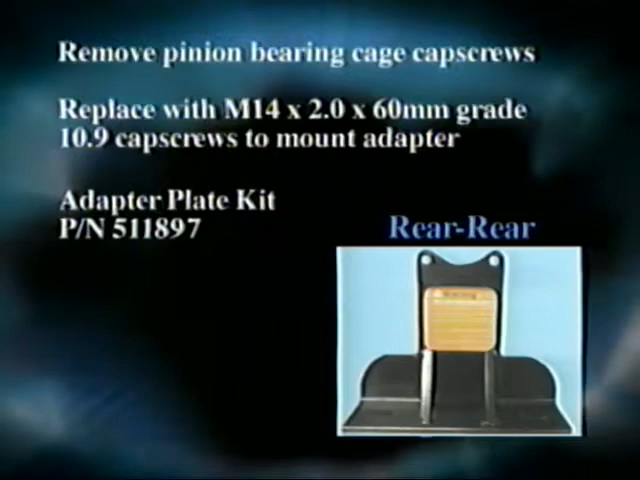 Remove pinion bearing cage capscrews
Replace with M14 x 2.0 x 60mm grade
10.9 capscrews to mount adapter
Adapter Plate Kit
P/N 511897
Rear-Rear